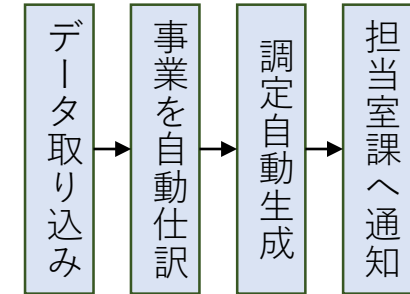 データ取り込み
事業を自動仕訳
調定自動生成
担当室課へ通知